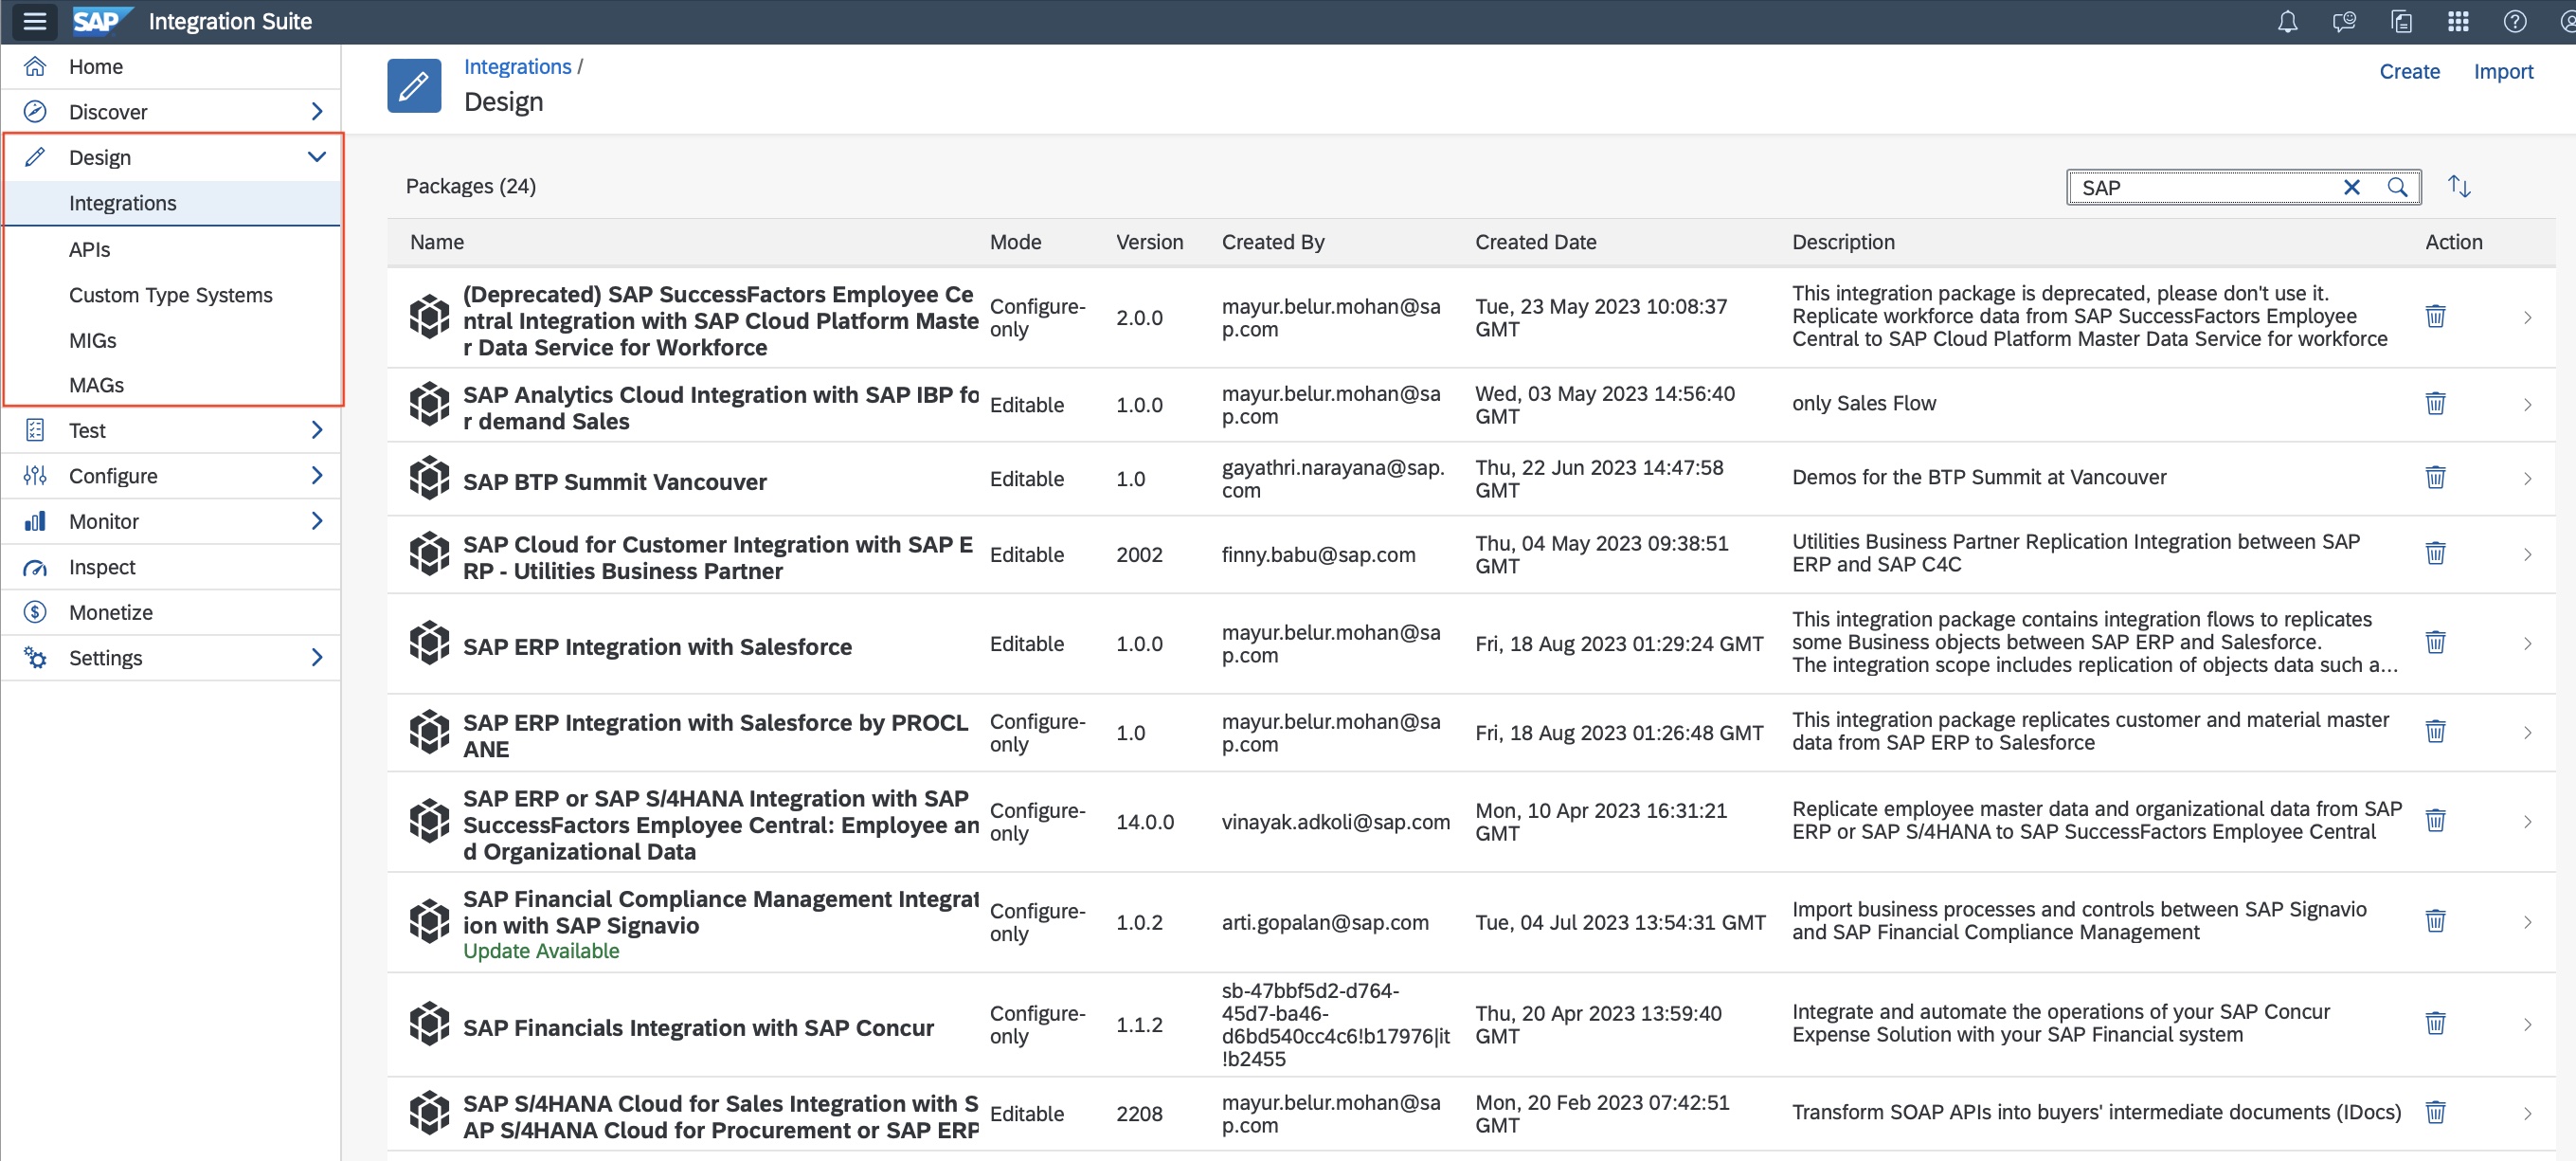 SAP Integration Suite
Home
Discover
Design
Integrations
APIs
Custom Type Systems
MIGs
MAGs
Test
Configure
Monitor
Inspect
Monetize
Settings
Integrations /
Design
Create Import
Packages (24)
SAP
Name Mode Version Created By Created Date Description Action
(Deprecated) SAP SuccessFactors Employee Ce
ntral Integration with SAP Cloud Platform Maste
r Data Service for Workforce
Configure-
only
2.0.0
mayur.belur.mohan@sa
p.com
Tue, 23 May 2023 10:08:37
GMT
This integration package is deprecated, please don't use it.
Replicate workforce data from SAP SuccessFactors Employee
Central to SAP Cloud Platform Master Data Service for workforce
SAP Analytics Cloud Integration with SAP IBP fo
r demand Sales
Editable
1.0.0
mayur.belur.mohan@sa
p.com
Wed, 03 May 2023 14:56:40
GMT
only Sales Flow
SAP BTP Summit Vancouver
Editable
1.0
gayathri.narayana@sap.
com
Thu, 22 Jun 2023 14:47:58
GMT
Demos for the BTP Summit at Vancouver
SAP Cloud for Customer Integration with SAP E
RP - Utilities Business Partner
Editable
2002
finny.babu@sap.com
Thu, 04 May 2023 09:38:51
GMT
Utilities Business Partner Replication Integration between SAP
ERP and SAP C4C
SAP ERP Integration with Salesforce
Editable
1.0.0
mayur.belur.mohan@sa
p.com
Fri, 18 Aug 2023 01:29:24 GMT
This integration package contains integration flows to replicates
some Business objects between SAP ERP and Salesforce.
The integration scope includes replication of objects data such a...
SAP ERP Integration with Salesforce by PROCL
ANE
Configure-
only
1.0
mayur.belur.mohan@sa
p.com
Fri, 18 Aug 2023 01:26:48 GMT
This integration package replicates customer and material master
data from SAP ERP to Salesforce
SAP ERP or SAP S/4HANA Integration with SAP
SuccessFactors Employee Central: Employee an
d Organizational Data
Configure-
only
14.0.0
vinayak.adkoli@sap.com
Mon, 10 Apr 2023 16:31:21
GMT
Replicate employee master data and organizational data from SAP
ERP or SAP S/4HANA to SAP SuccessFactors Employee Central
SAP Financial Compliance Management Integrat
ion with SAP Signavio
Update Available
Configure-
only
1.0.2
arti.gopalan@sap.com
Tue, 04 Jul 2023 13:54:31 GMT
Import business processes and controls between SAP Signavio
and SAP Financial Compliance Management
SAP Financials Integration with SAP Concur
Configure-
only
1.1.2
sb-47bbf5d2-d764-
45d7-ba46-
d6bd540cc4c6!b17976|it
!b2455
Thu, 20 Apr 2023 13:59:40
GMT
Integrate and automate the operations of your SAP Concur
Expense Solution with your SAP Financial system
SAP S/4HANA Cloud for Sales Integration with S
AP S/4HANA Cloud for Procurement or SAP ERP
Editable
2208
mayur.belur.mohan@sa
p.com
Mon, 20 Feb 2023 07:42:51
GMT
Transform SOAP APIs into buyers' intermediate documents (IDocs)